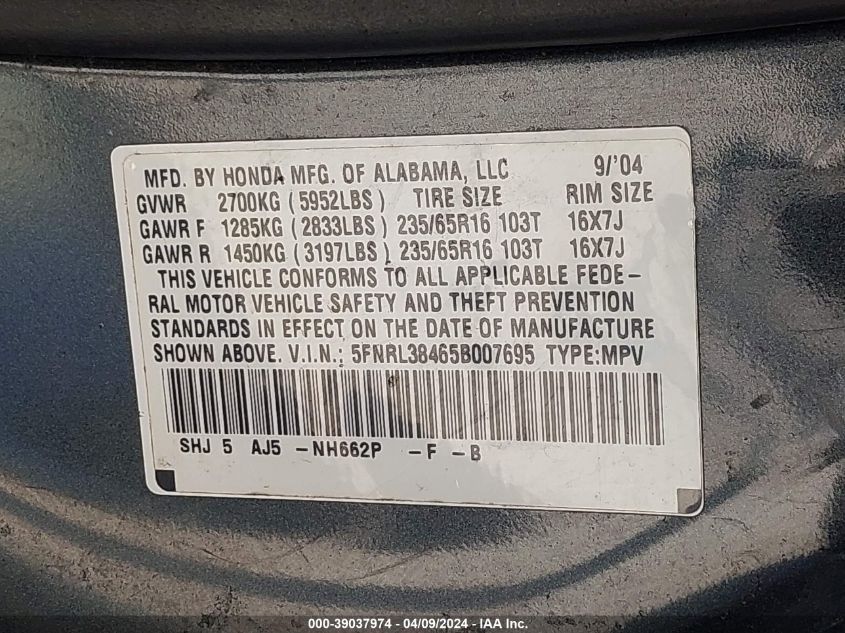 MFD. BY HONDA MFG. OF ALABAMA, LLC 9/'04
GVWR 2700KG (5952LBS) TIRE SIZE RIM SIZE
GAWR F 1285KG (2833LBS) 235/65R16 103T 16X7J
GAWR R 1450KG (3197LBS) 235/65R16 103T 16X7J
THIS VEHICLE CONFORMS TO ALL APPLICABLE FEDE-
RAL MOTOR VEHICLE SAFETY AND THEFT PREVENTION
STANDARDS IN EFFECT ON THE DATE OF MANUFACTURE
SHOWN ABOVE. V.I.N.: 5FNRL38465B007695 TYPE:MPV
SHJ 5 AJ5 -NH662P -F -B
000-39037974 - 04/09/2024 - IAA Inc.